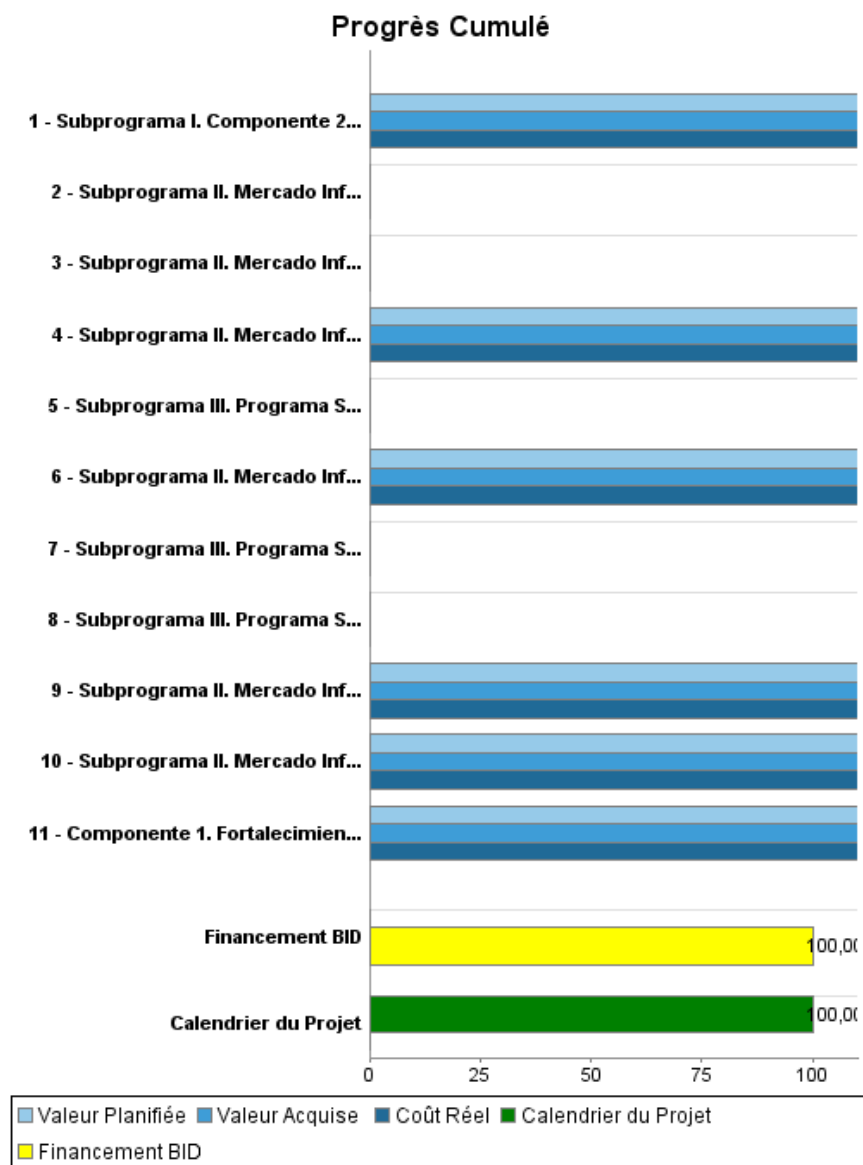 Progrès Cumulé
1 - Subprograma I. Componente 2...
2 - Subprograma II. Mercado Inf...
3 - Subprograma II. Mercado Inf...
4 - Subprograma II. Mercado Inf...
5 - Subprograma III. Programa S...
6 - Subprograma II. Mercado Inf...
7 - Subprograma III. Programa S...
8 - Subprograma III. Programa S...
9 - Subprograma II. Mercado Inf...
10 - Subprograma II. Mercado Inf...
11 - Componente 1. Fortalecimien...
Financement BID 100,00
Calendrier du Projet 100,00
0 25 50 75 100
Valeur Planifiée Valeur Acquise Coût Réel Calendrier du Projet
Financement BID